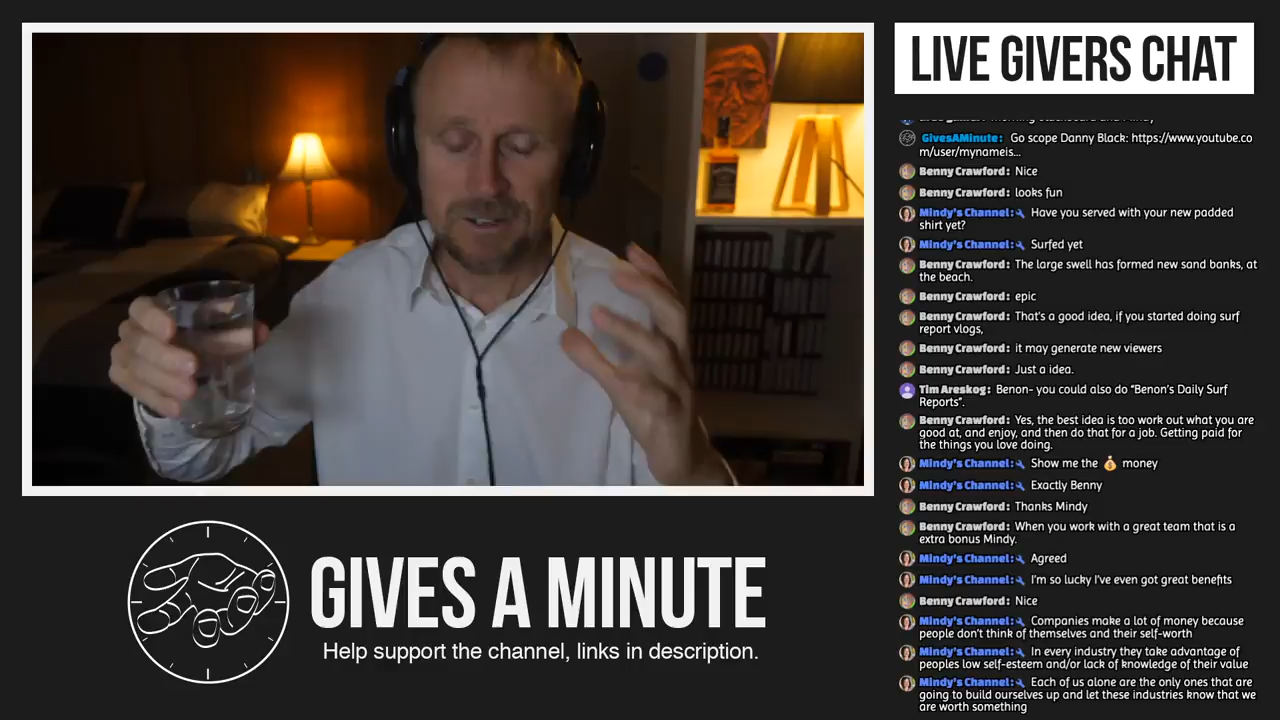 LIVE GIVERS CHAT
GivesAMinute: Go scope Danny Black: https://www.youtube.co
m/user/mynameis...
Benny Crawford: Nice
Benny Crawford: looks fun
Mindy's Channel: Have you served with your new padded
shirt yet?
Mindy's Channel: Surfed yet
Benny Crawford: The large swell has formed new sand banks, at
the beach.
Benny Crawford: epic
Benny Crawford: That's a good idea, if you started doing surf
report vlogs,
Benny Crawford: it may generate new viewers
Benny Crawford: Just a idea.
Tim Areskog: Benon- you could also do “Benon's Daily Surf
Reports”.
Benny Crawford: Yes, the best idea is too work out what you are
good at, and enjoy, and then do that for a job. Getting paid for
the things you love doing.
Mindy's Channel: Show me the 💰 money
Mindy's Channel: Exactly Benny
Benny Crawford: Thanks Mindy
Benny Crawford: When you work with a great team that is a
extra bonus Mindy.
Mindy's Channel: Agreed
Mindy's Channel: I'm so lucky I've even got great benefits
Benny Crawford: Nice
Mindy's Channel: Companies make a lot of money because
people don't think of themselves and their self-worth
Mindy's Channel: In every industry they take advantage of
peoples low self-esteem and/or lack of knowledge of their value
Mindy's Channel: Each of us alone are the only ones that are
going to build ourselves up and let these industries know that we
are worth something
GIVES A MINUTE
Help support the channel, links in description.